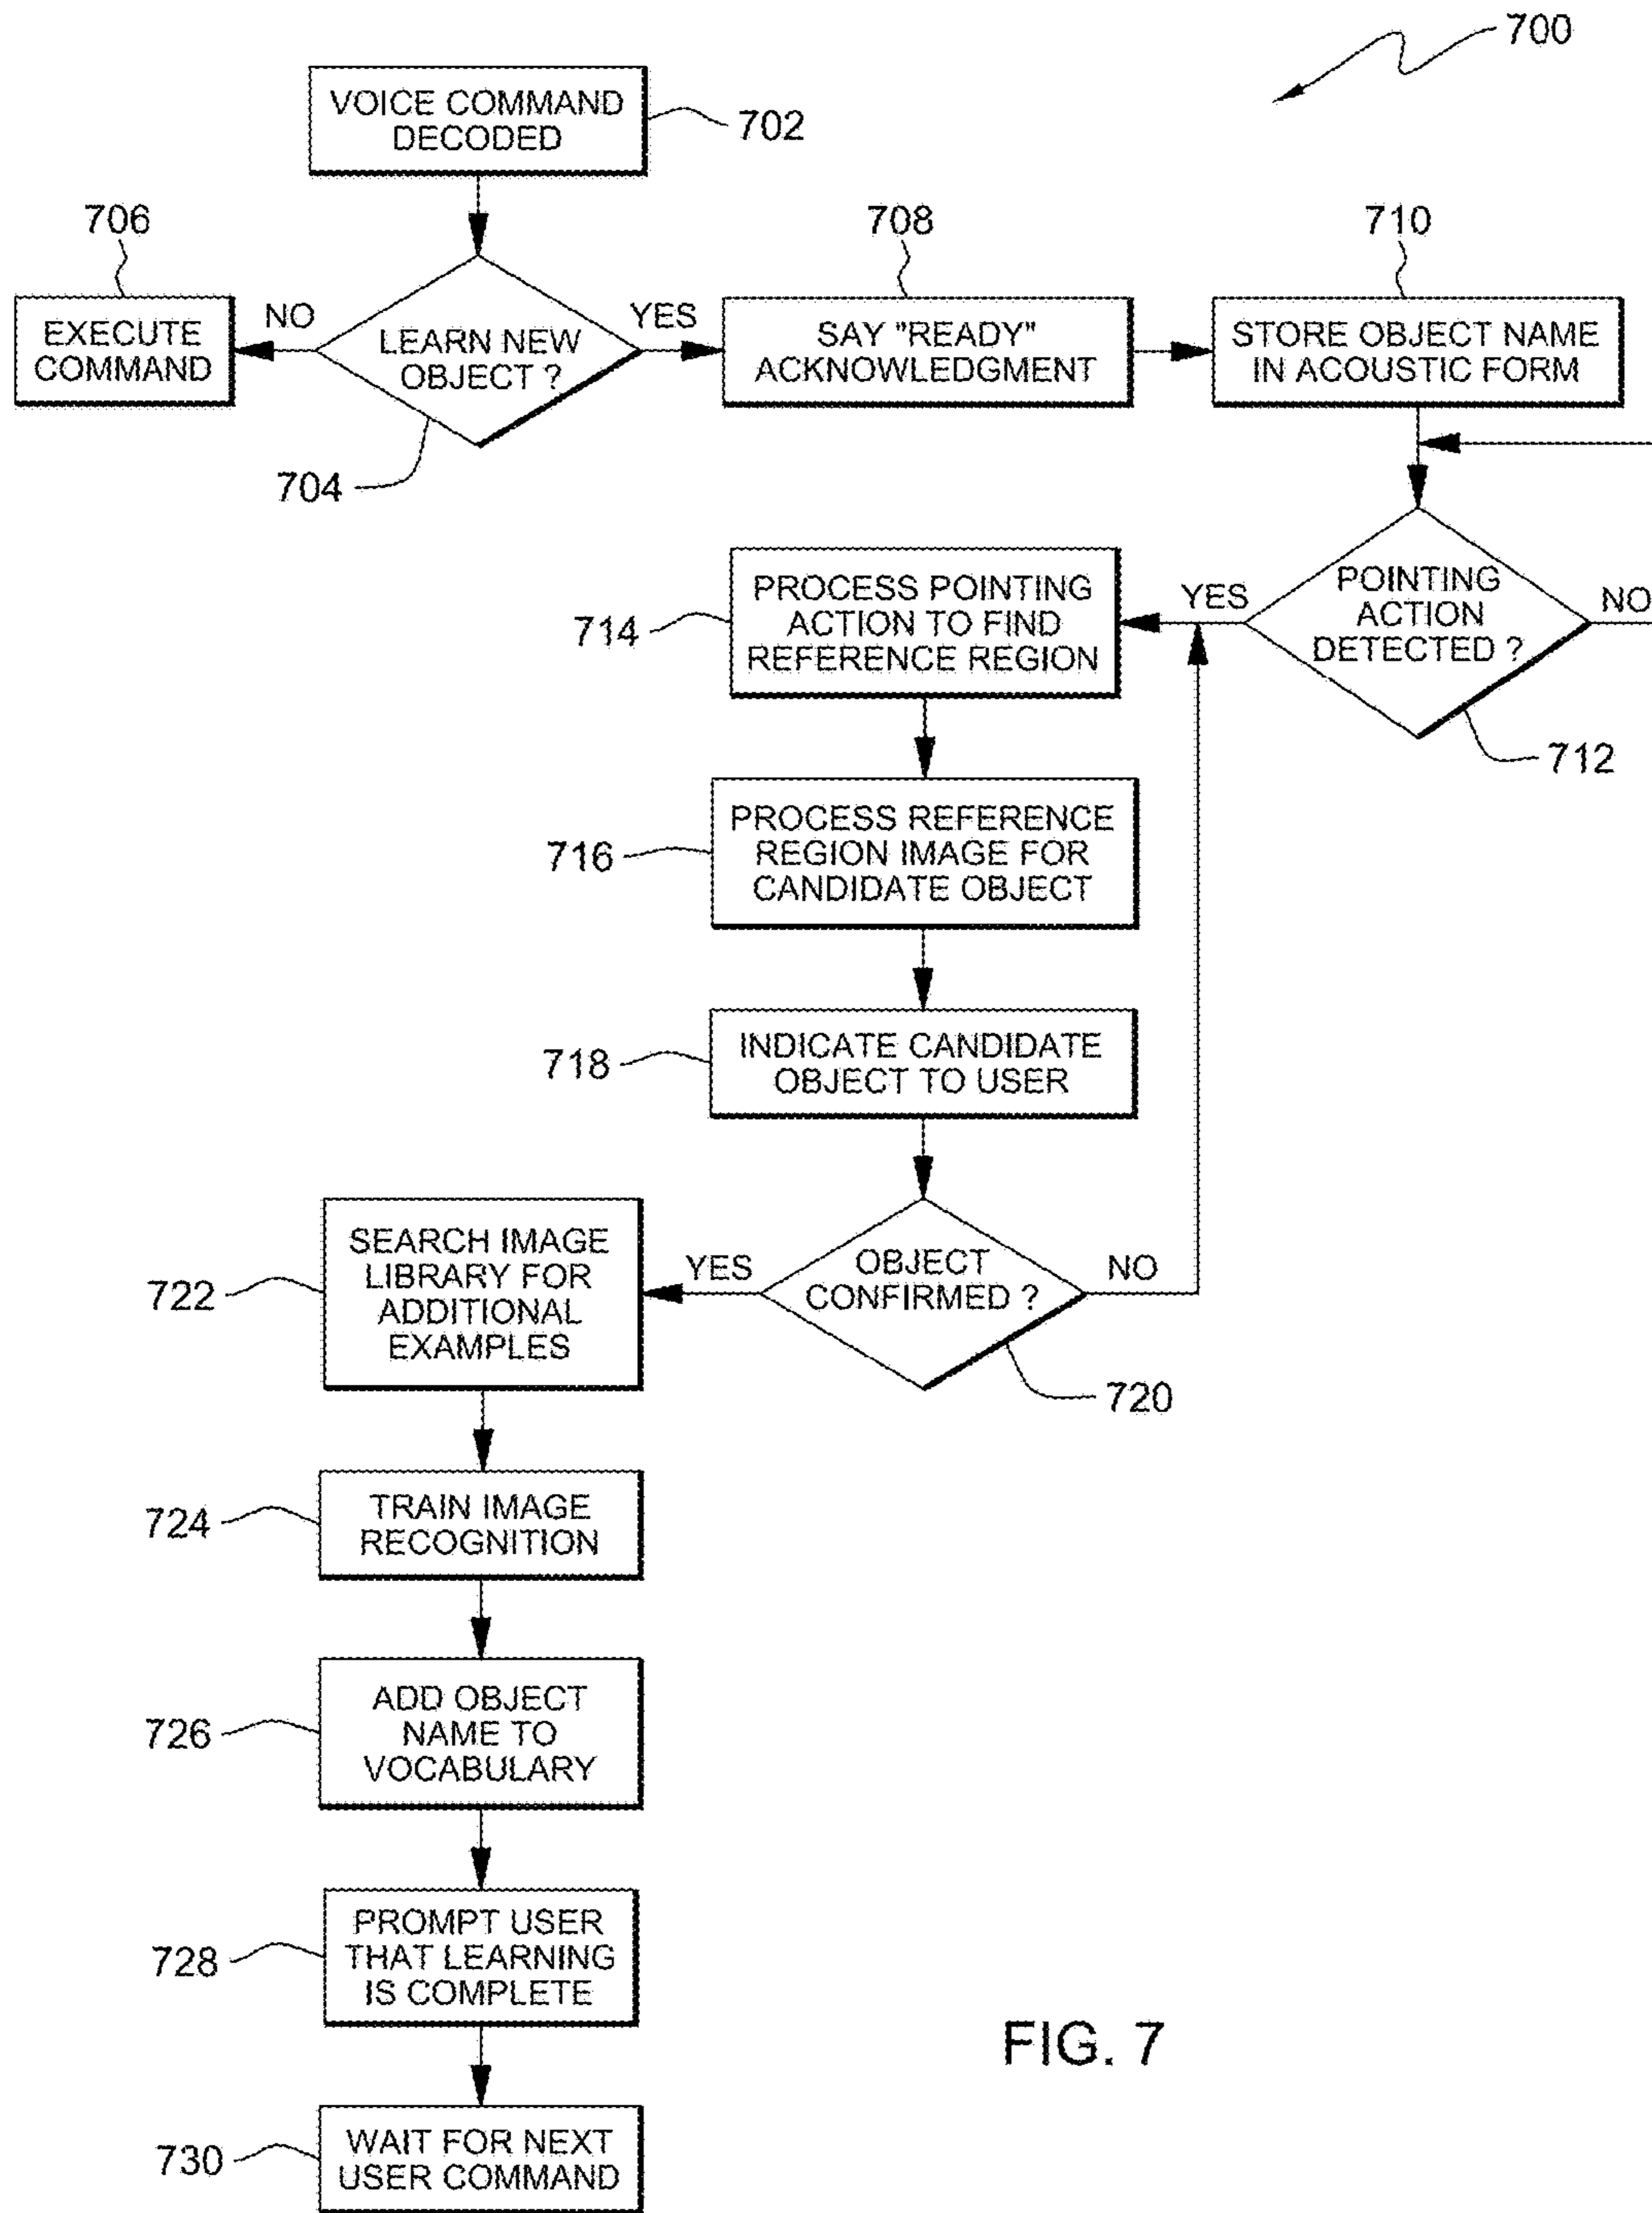 700
VOICE COMMAND
DECODED
702
706
708
710
EXECUTE
COMMAND
NO
LEARN NEW
OBJECT ?
YES
SAY "READY"
ACKNOWLEDGMENT
STORE OBJECT NAME
IN ACOUSTIC FORM
704
714
PROCESS POINTING
ACTION TO FIND
REFERENCE REGION
YES
POINTING
ACTION
DETECTED ?
NO
712
716
PROCESS REFERENCE
REGION IMAGE FOR
CANDIDATE OBJECT
718
INDICATE CANDIDATE
OBJECT TO USER
722
SEARCH IMAGE
LIBRARY FOR
ADDITIONAL
EXAMPLES
YES
OBJECT
CONFIRMED ?
NO
720
724
TRAIN IMAGE
RECOGNITION
726
ADD OBJECT
NAME TO
VOCABULARY
728
PROMPT USER
THAT LEARNING
IS COMPLETE
FIG. 7
730
WAIT FOR NEXT
USER COMMAND